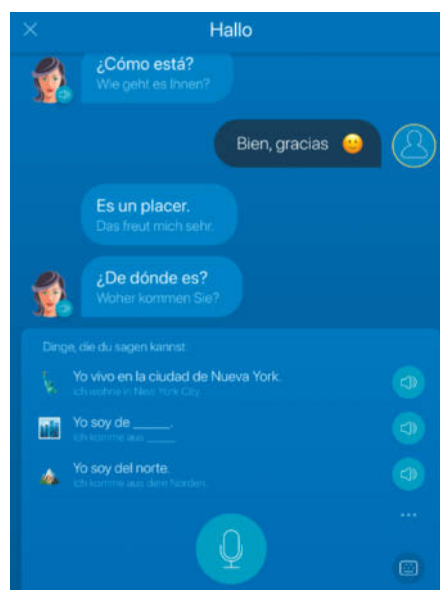 Hallo
¿Cómo está?
Wie geht es Ihnen?
Bien, gracias
Es un placer.
Das freut mich sehr.
¿De dónde es?
Woher kommen Sie?
Dinge, die du sagen kannst:
Yo vivo en la ciudad de Nueva York.
Ich wohne in New York City.
Yo soy de _____.
Ich komme aus _____.
Yo soy del norte.
Ich komme aus dem Norden.